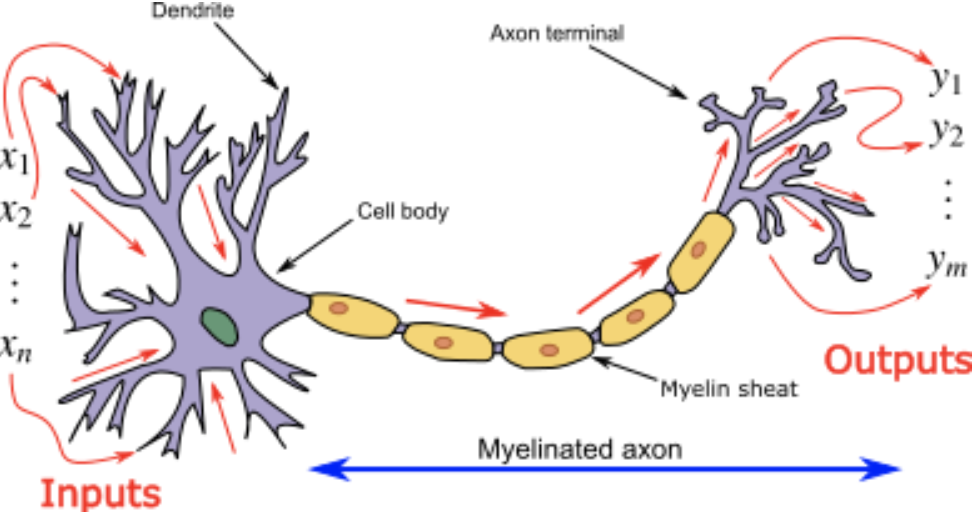 Dendrite
Axon terminal
Cell body
Myelin sheat
Myelinated axon
Inputs
Outputs
x1
x2
⋮
xn
y1
y2
⋮
ym